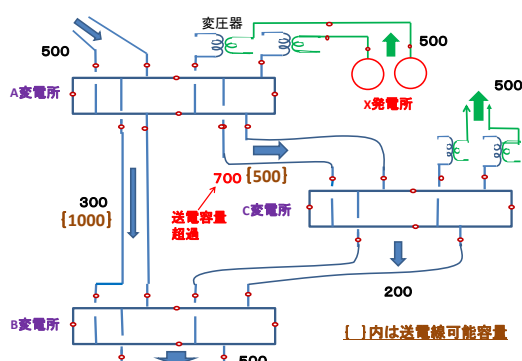 変圧器
500
500
A変電所
X発電所
500
700 {500}
300
{1000}
送電容量
超過
C変電所
200
B変電所
{ }内は送電線可能容量
500